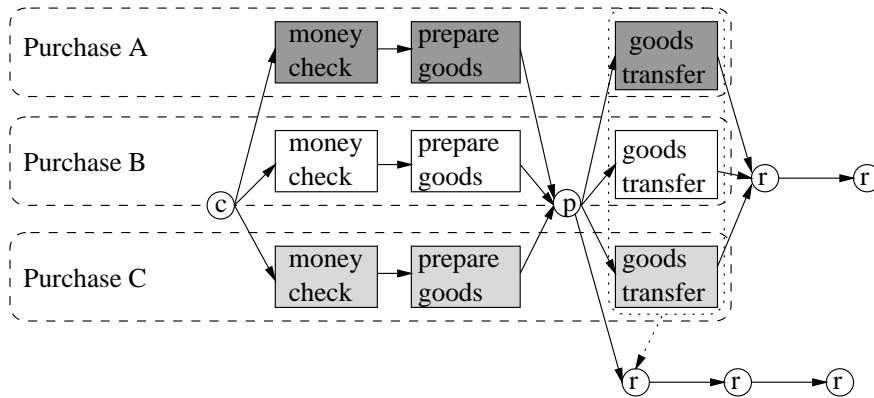 Purchase A
money
check
prepare
goods
goods
transfer
Purchase B
money
check
prepare
goods
goods
transfer
r
r
c
p
Purchase C
money
check
prepare
goods
goods
transfer
r
r
r